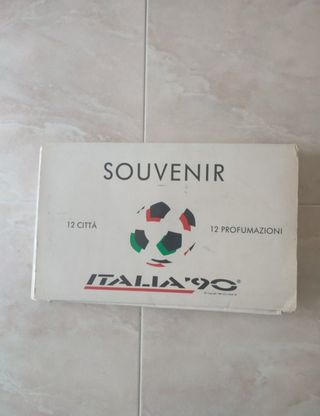 SOUVENIR
12 CITTÀ
12 PROFUMAZIONI
ITALIA'90